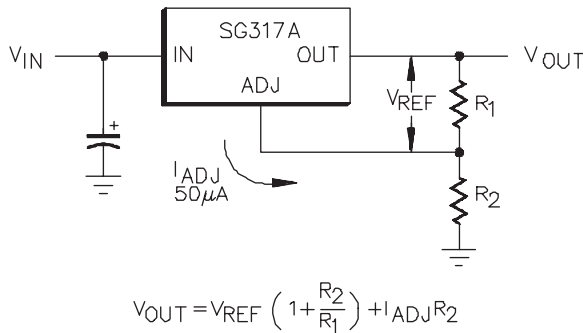 SG317A
V_IN IN OUT V_OUT
ADJ
V_REF
R_1
+
I_ADJ
50μA
R_2
V_OUT = V_REF (1 + R_2/R_1) + I_ADJ R_2